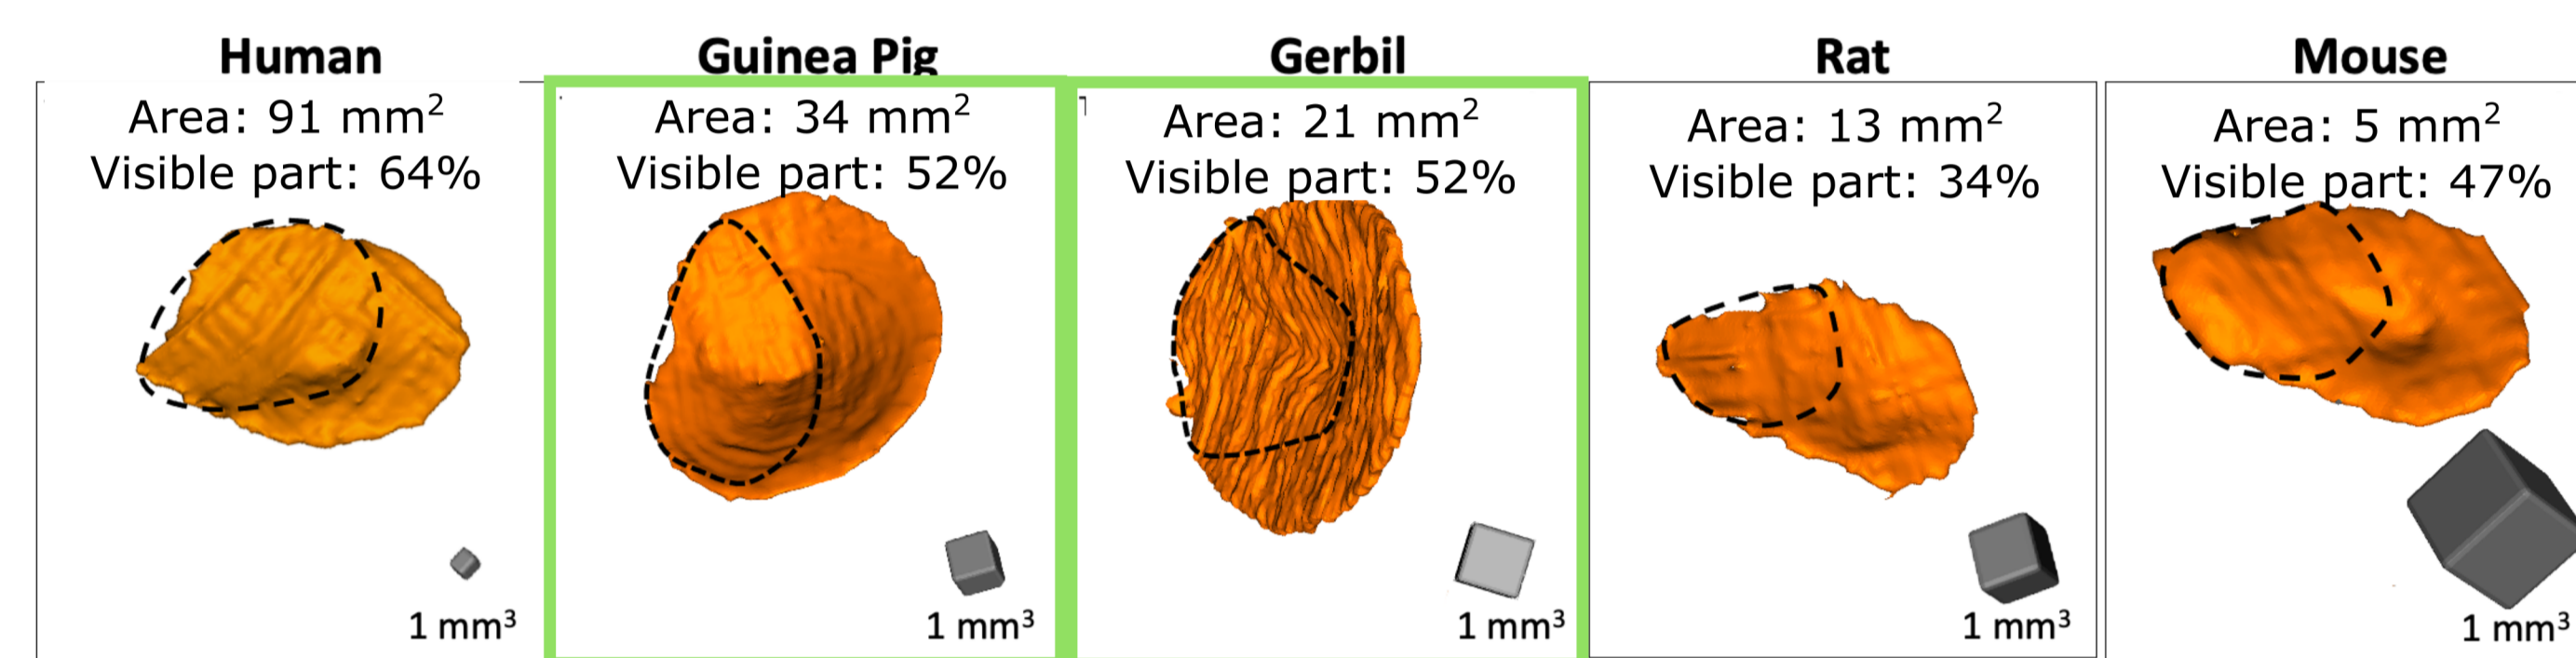 Human
Area: 91 mm²
Visible part: 64%
1 mm³
Guinea Pig
Area: 34 mm²
Visible part: 52%
1 mm³
Gerbil
Area: 21 mm²
Visible part: 52%
1 mm³
Rat
Area: 13 mm²
Visible part: 34%
1 mm³
Mouse
Area: 5 mm²
Visible part: 47%
1 mm³